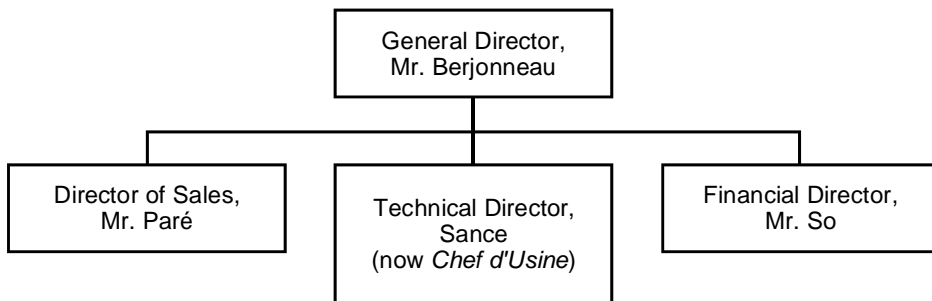 General Director,
Mr. Berjonneau
Director of Sales,
Mr. Paré
Technical Director,
Sance
(now Chef d'Usine)
Financial Director,
Mr. So